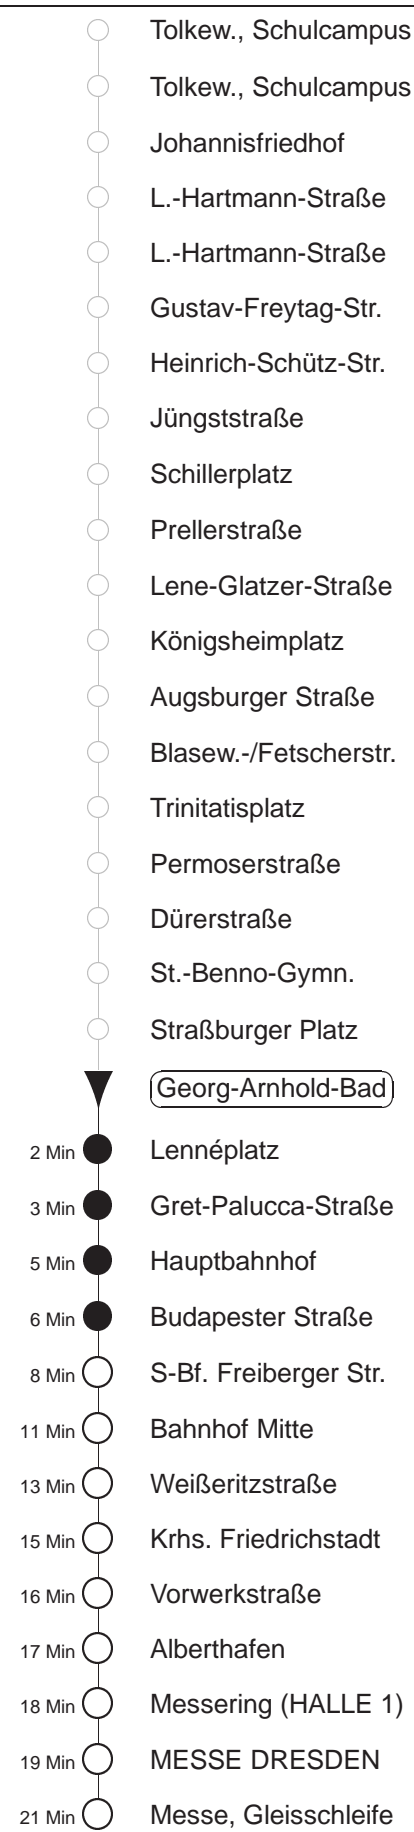 Tolkew., Schulcampus
Tolkew., Schulcampus
Johannisfriedhof
L.-Hartmann-Straße
L.-Hartmann-Straße
Gustav-Freytag-Str.
Heinrich-Schütz-Str.
Jüngststraße
Schillerplatz
Prellerstraße
Lene-Glatzer-Straße
Königsheimplatz
Augsburger Straße
Blasew.-/Fetscherstr.
Trinitatisplatz
Permoserstraße
Dürerstraße
St.-Benno-Gymn.
Straßburger Platz
Georg-Arnhold-Bad
2 Min Lennéplatz
3 Min Gret-Palucca-Straße
5 Min Hauptbahnhof
6 Min Budapester Straße
8 Min S-Bf. Freiberger Str.
11 Min Bahnhof Mitte
13 Min Weißeritzstraße
15 Min Krhs. Friedrichstadt
16 Min Vorwerkstraße
17 Min Alberthafen
18 Min Messering (HALLE 1)
19 Min MESSE DRESDEN
21 Min Messe, Gleisschleife